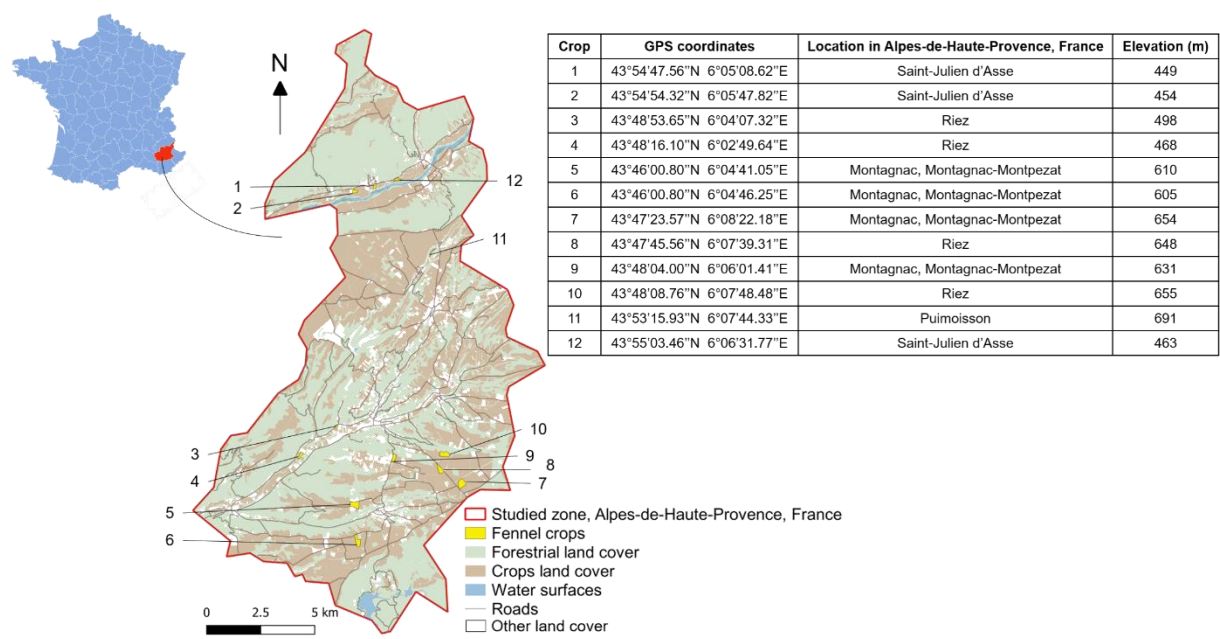 N
Crop GPS coordinates Location in Alpes-de-Haute-Provence, France Elevation (m)
1 43°54'47.56’’N 6°05'08.62’’E Saint-Julien d’Asse 449
2 43°54'54.32’’N 6°05'47.82’’E Saint-Julien d’Asse 454
3 43°48'53.65’’N 6°04'07.32’’E Riez 498
4 43°48'16.10’’N 6°02'49.64’’E Riez 468
5 43°46'00.80’’N 6°04'41.05’’E Montagnac, Montagnac-Montpezat 610
6 43°46'00.80’’N 6°04'46.25’’E Montagnac, Montagnac-Montpezat 605
7 43°47'23.57’’N 6°08'22.18’’E Montagnac, Montagnac-Montpezat 654
8 43°47'45.56’’N 6°07'39.31’’E Riez 648
9 43°48'04.00’’N 6°06'01.41’’E Montagnac, Montagnac-Montpezat 631
10 43°48'08.76’’N 6°07'48.48’’E Riez 655
11 43°53'15.93’’N 6°07'44.33’’E Puimoisson 691
12 43°55'03.46’’N 6°06'31.77’’E Saint-Julien d’Asse 463
1
2
12
11
3
4
10
9
8
7
5
6
Studied zone, Alpes-de-Haute-Provence, France
Fennel crops
Forestrial land cover
Crops land cover
Water surfaces
Roads
Other land cover
0 2.5 5 km